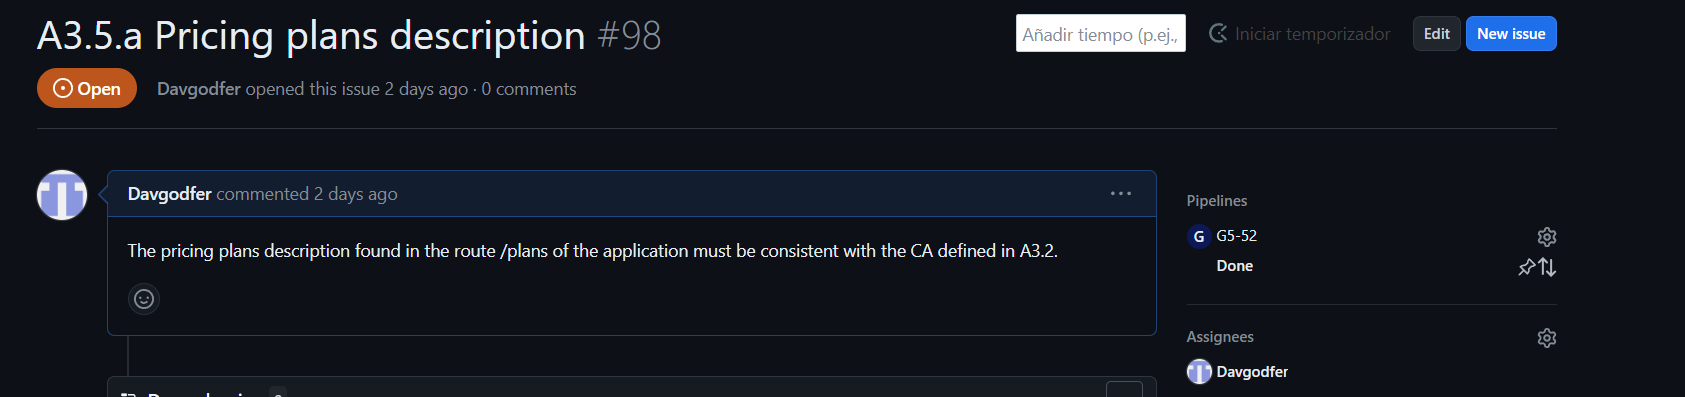 A3.5.a Pricing plans description #98
Añadir tiempo (p.ej.,
Iniciar temporizador
Edit
New issue
Open
Davgodfer opened this issue 2 days ago · 0 comments
Davgodfer commented 2 days ago
The pricing plans description found in the route /plans of the application must be consistent with the CA defined in A3.2.
Pipelines
G G5-52
Done
Assignees
Davgodfer